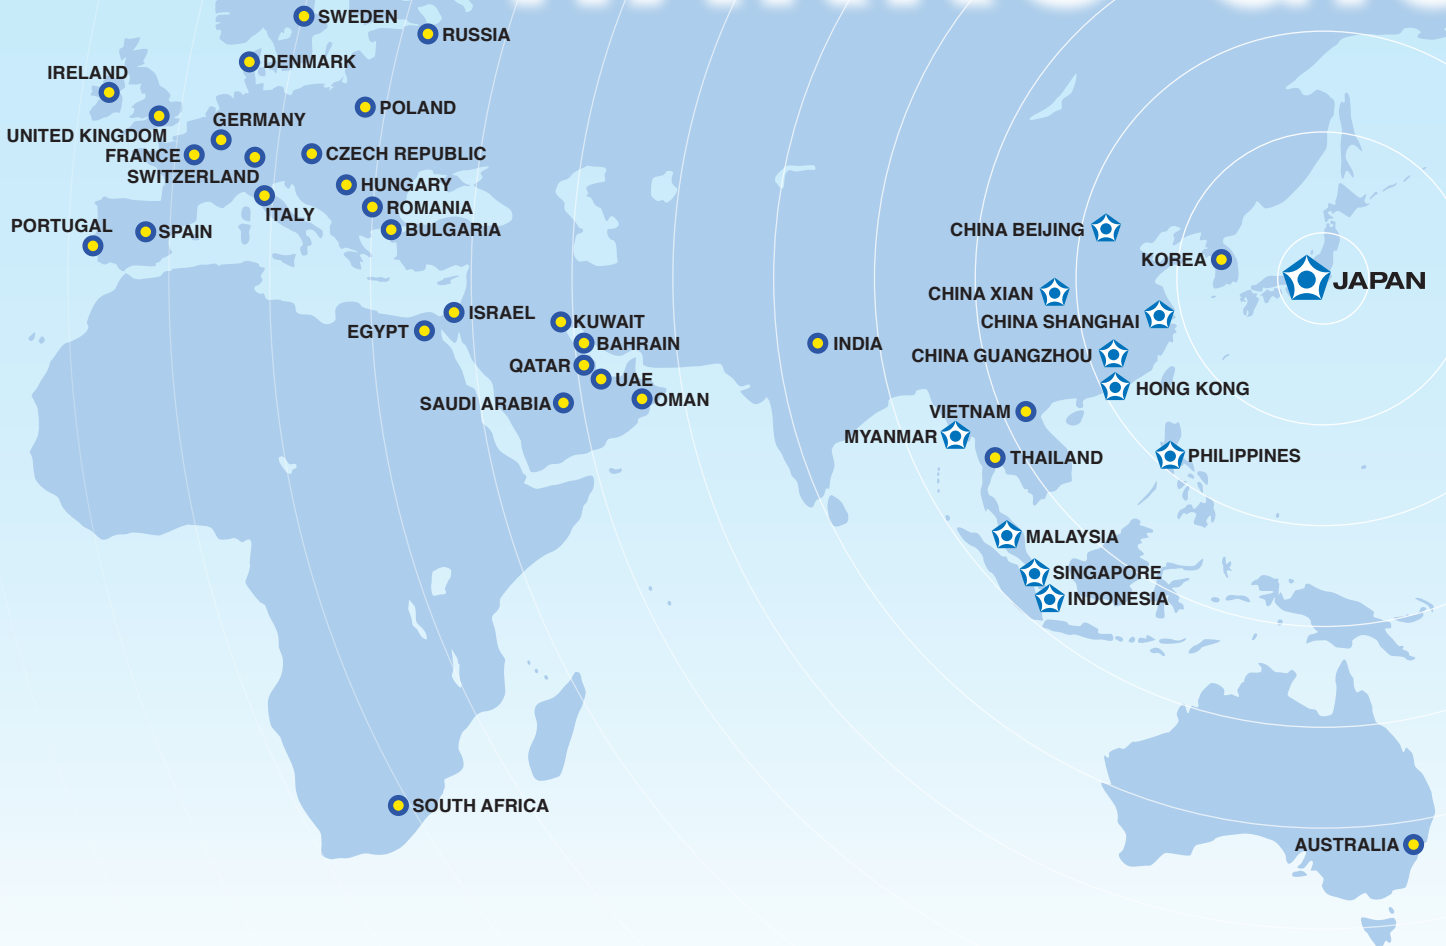 SWEDEN
RUSSIA
DENMARK
IRELAND
POLAND
GERMANY
UNITED KINGDOM
FRANCE
CZECH REPUBLIC
SWITZERLAND
HUNGARY
ROMANIA
ITALY
PORTUGAL
SPAIN
BULGARIA
CHINA BEIJING
KOREA
JAPAN
CHINA XIAN
ISRAEL
KUWAIT
CHINA SHANGHAI
EGYPT
BAHRAIN
INDIA
CHINA GUANGZHOU
QATAR
UAE
HONG KONG
SAUDI ARABIA
OMAN
VIETNAM
MYANMAR
THAILAND
PHILIPPINES
MALAYSIA
SINGAPORE
INDONESIA
SOUTH AFRICA
AUSTRALIA